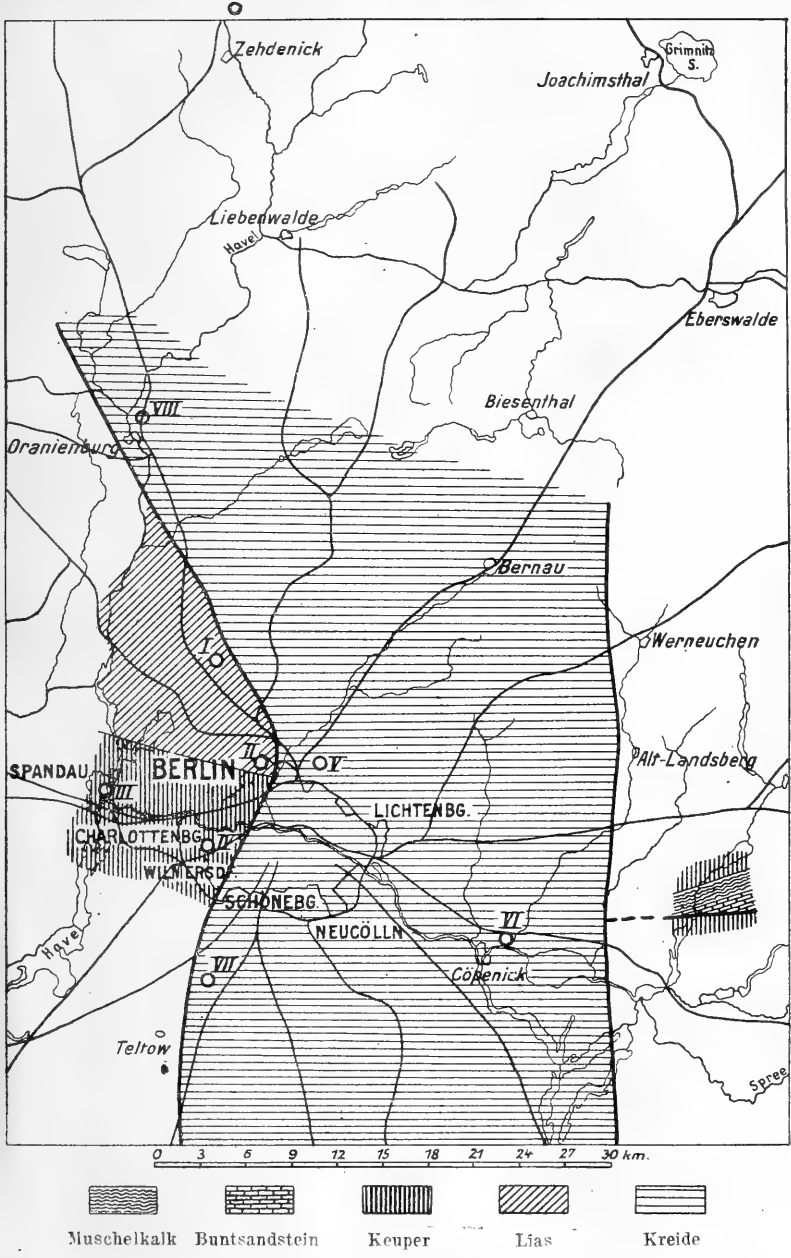 Zehdenick
Grimnitz
S.
Joachimsthal
Liebenwalde
Havel
Eberswalde
VIII
Biesenthal
Oranienburg
Bernau
Werneuchen
I
II
V
BERLIN
SPANDAU
Alt-Landsberg
III
LICHTENBG.
CHARLOTTENBG.
IV
WILMERSD.
SCHÖNEBG.
NEUCÖLLN
VI
Havel
VII
Cöpenick
Teltow
Spree
0 3 6 9 12 15 18 21 24 27 30 km.
Muschelkalk Buntsandstein Keuper Lias Kreide